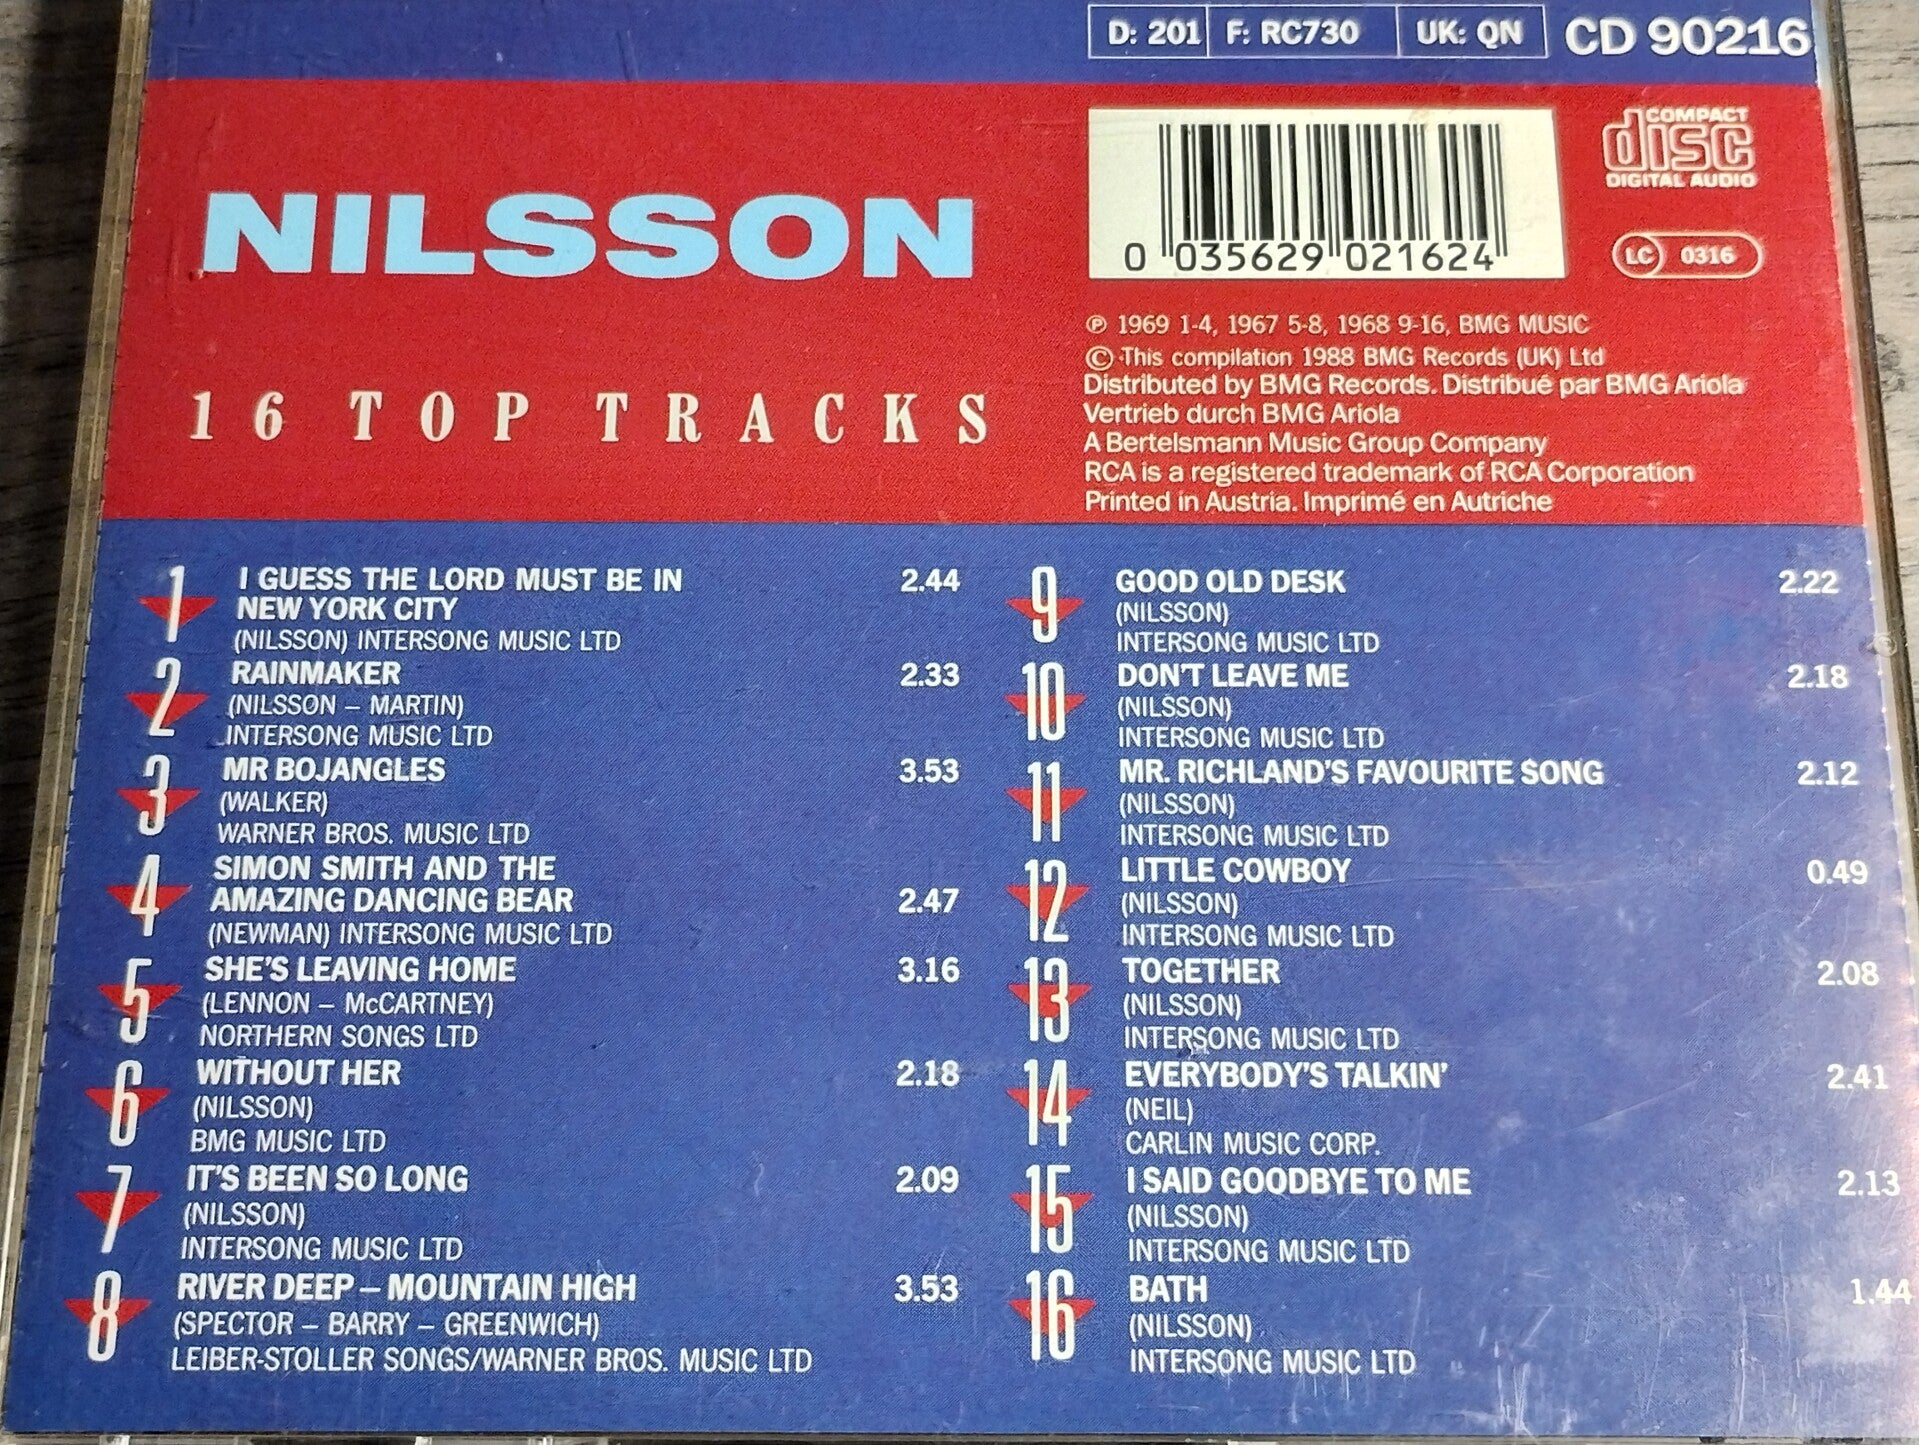 D: 201 F: RC730 UK: QN CD 90216
COMPACT
disc
DIGITAL AUDIO
NILSSON
0 035629 021624
LC 0316
16 TOP TRACKS
℗ 1969 1-4, 1967 5-8, 1968 9-16, BMG MUSIC
© This compilation 1988 BMG Records (UK) Ltd
Distributed by BMG Records. Distribué par BMG Ariola
Vertrieb durch BMG Ariola
A Bertelsmann Music Group Company
RCA is a registered trademark of RCA Corporation
Printed in Austria. Imprimé en Autriche
1 I GUESS THE LORD MUST BE IN 2.44
NEW YORK CITY
(NILSSON) INTERSONG MUSIC LTD
2 RAINMAKER 2.33
(NILSSON – MARTIN)
INTERSONG MUSIC LTD
3 MR BOJANGLES 3.53
(WALKER)
WARNER BROS. MUSIC LTD
4 SIMON SMITH AND THE
AMAZING DANCING BEAR 2.47
(NEWMAN) INTERSONG MUSIC LTD
5 SHE'S LEAVING HOME 3.16
(LENNON – McCARTNEY)
NORTHERN SONGS LTD
6 WITHOUT HER 2.18
(NILSSON)
BMG MUSIC LTD
7 IT'S BEEN SO LONG 2.09
(NILSSON)
INTERSONG MUSIC LTD
8 RIVER DEEP – MOUNTAIN HIGH 3.53
(SPECTOR – BARRY – GREENWICH)
LEIBER-STOLLER SONGS/WARNER BROS. MUSIC LTD
9 GOOD OLD DESK 2.22
(NILSSON)
INTERSONG MUSIC LTD
10 DON'T LEAVE ME 2.18
(NILSSON)
INTERSONG MUSIC LTD
11 MR. RICHLAND'S FAVOURITE SONG 2.12
(NILSSON)
INTERSONG MUSIC LTD
12 LITTLE COWBOY 0.49
(NILSSON)
INTERSONG MUSIC LTD
13 TOGETHER 2.08
(NILSSON)
INTERSONG MUSIC LTD
14 EVERYBODY'S TALKIN' 2.41
(NEIL)
CARLIN MUSIC CORP.
15 I SAID GOODBYE TO ME 2.13
(NILSSON)
INTERSONG MUSIC LTD
16 BATH 1.44
(NILSSON)
INTERSONG MUSIC LTD